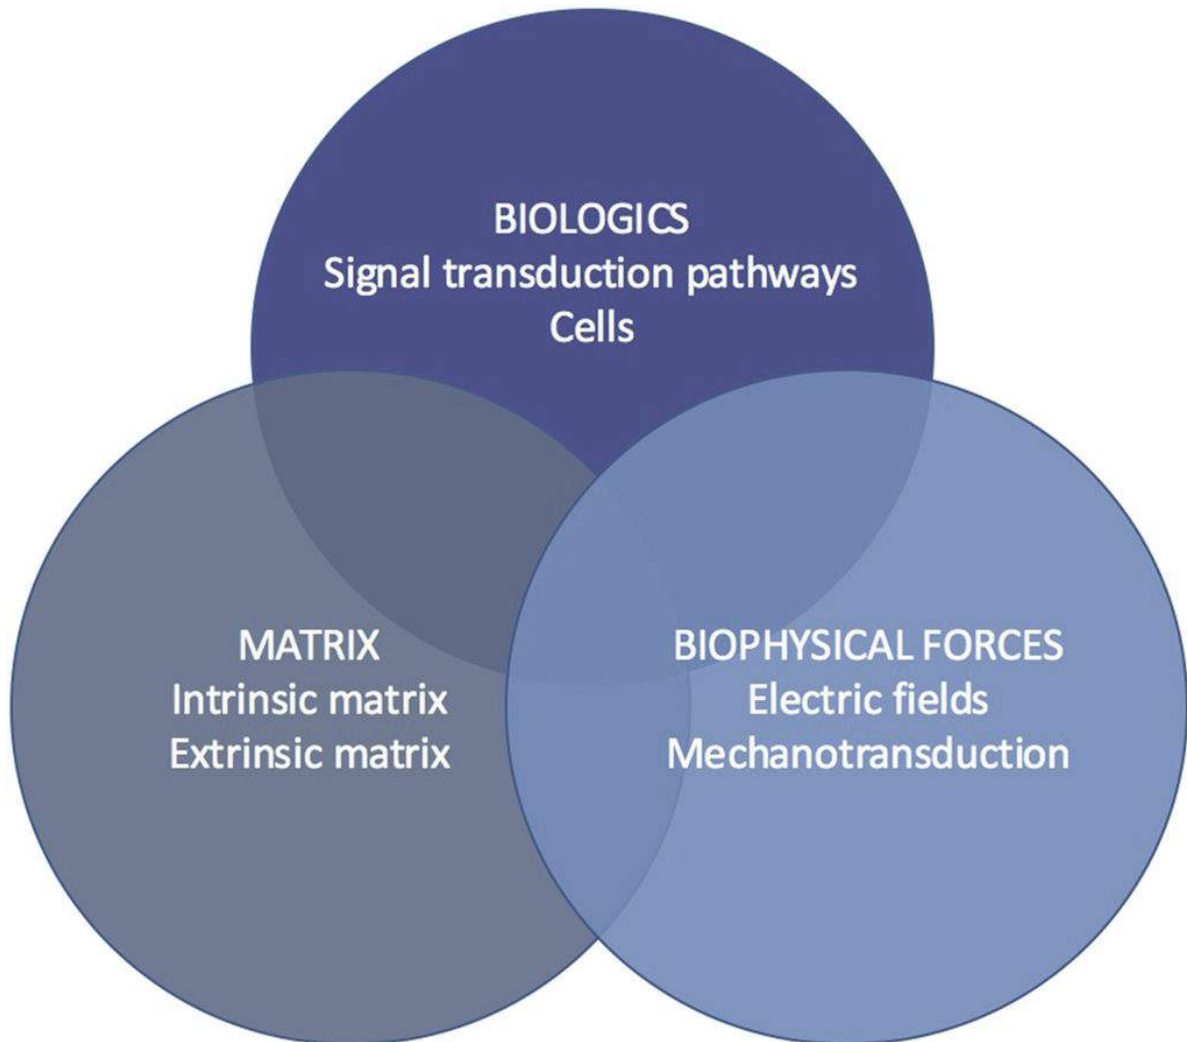 BIOLOGICS
Signal transduction pathways
Cells
MATRIX
Intrinsic matrix
Extrinsic matrix
BIOPHYSICAL FORCES
Electric fields
Mechanotransduction